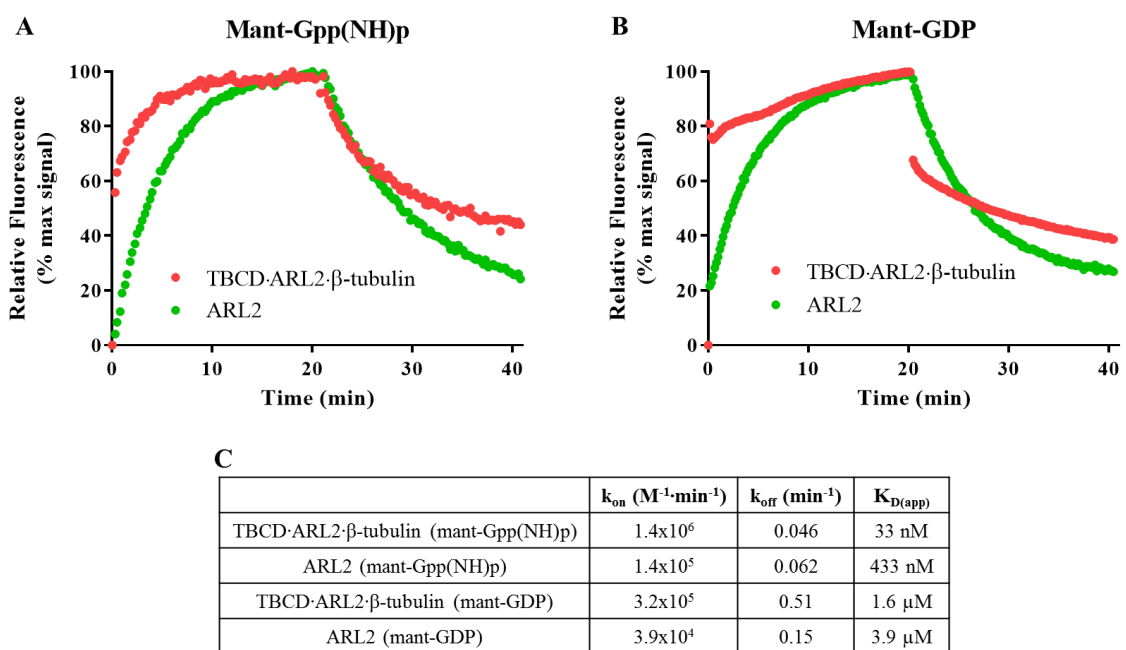 A
Mant-Gpp(NH)p
Relative Fluorescence
(% max signal)
100
80
60
40
20
0
TBCD·ARL2·β-tubulin
ARL2
0 10 20 30 40
Time (min)
B
Mant-GDP
Relative Fluorescence
(% max signal)
100
80
60
40
20
0
TBCD·ARL2·β-tubulin
ARL2
0 10 20 30 40
Time (min)
C
k_on (M⁻¹·min⁻¹) k_off (min⁻¹) K_D(app)
TBCD·ARL2·β-tubulin (mant-Gpp(NH)p) 1.4x10⁶ 0.046 33 nM
ARL2 (mant-Gpp(NH)p) 1.4x10⁵ 0.062 433 nM
TBCD·ARL2·β-tubulin (mant-GDP) 3.2x10⁵ 0.51 1.6 µM
ARL2 (mant-GDP) 3.9x10⁴ 0.15 3.9 µM